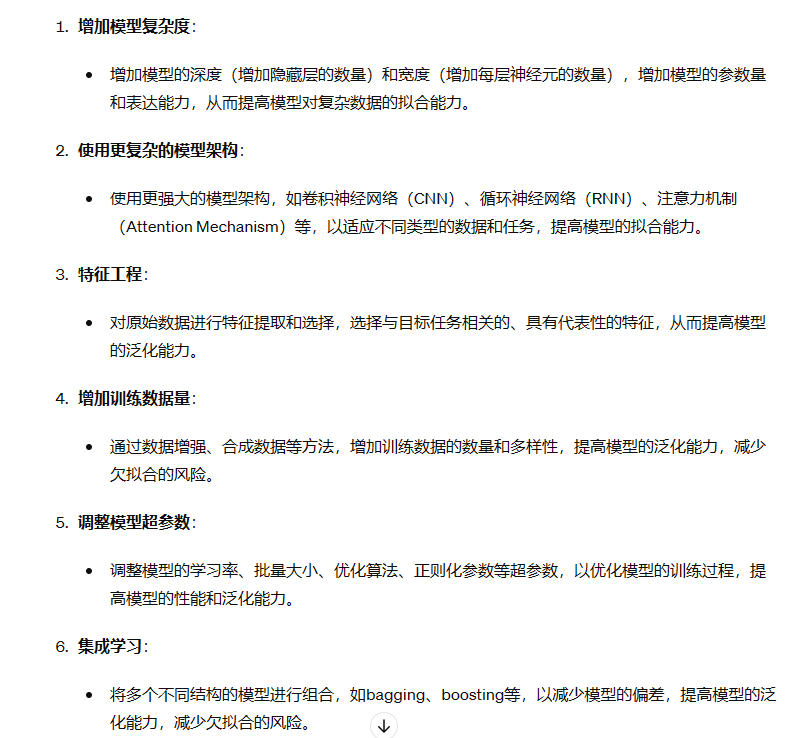 1. 增加模型复杂度：
• 增加模型的深度（增加隐藏层的数量）和宽度（增加每层神经元的数量），增加模型的参数量
和表达能力，从而提高模型对复杂数据的拟合能力。
2. 使用更复杂的模型架构：
• 使用更强大的模型架构，如卷积神经网络（CNN）、循环神经网络（RNN）、注意力机制
（Attention Mechanism）等，以适应不同类型的数据和任务，提高模型的拟合能力。
3. 特征工程：
• 对原始数据进行特征提取和选择，选择与目标任务相关的、具有代表性的特征，从而提高模型
的泛化能力。
4. 增加训练数据量：
• 通过数据增强、合成数据等方法，增加训练数据的数量和多样性，提高模型的泛化能力，减少
欠拟合的风险。
5. 调整模型超参数：
• 调整模型的学习率、批量大小、优化算法、正则化参数等超参数，以优化模型的训练过程，提
高模型的性能和泛化能力。
6. 集成学习：
• 将多个不同结构的模型进行组合，如bagging、boosting等，以减少模型的偏差，提高模型的泛
化能力，减少欠拟合的风险。